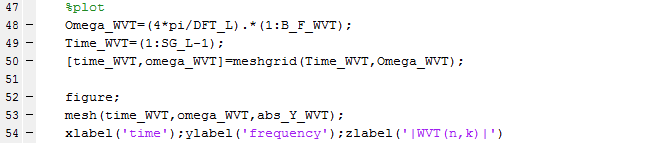 47 %plot
48 - Omega_WVT=(4*pi/DFT_L).*(1:B_F_WVT);
49 - Time_WVT=(1:SG_L-1);
50 - [time_WVT,omega_WVT]=meshgrid(Time_WVT,Omega_WVT);
51
52 - figure;
53 - mesh(time_WVT,omega_WVT,abs_Y_WVT);
54 - xlabel('time');ylabel('frequency');zlabel('|WVT(n,k)|')